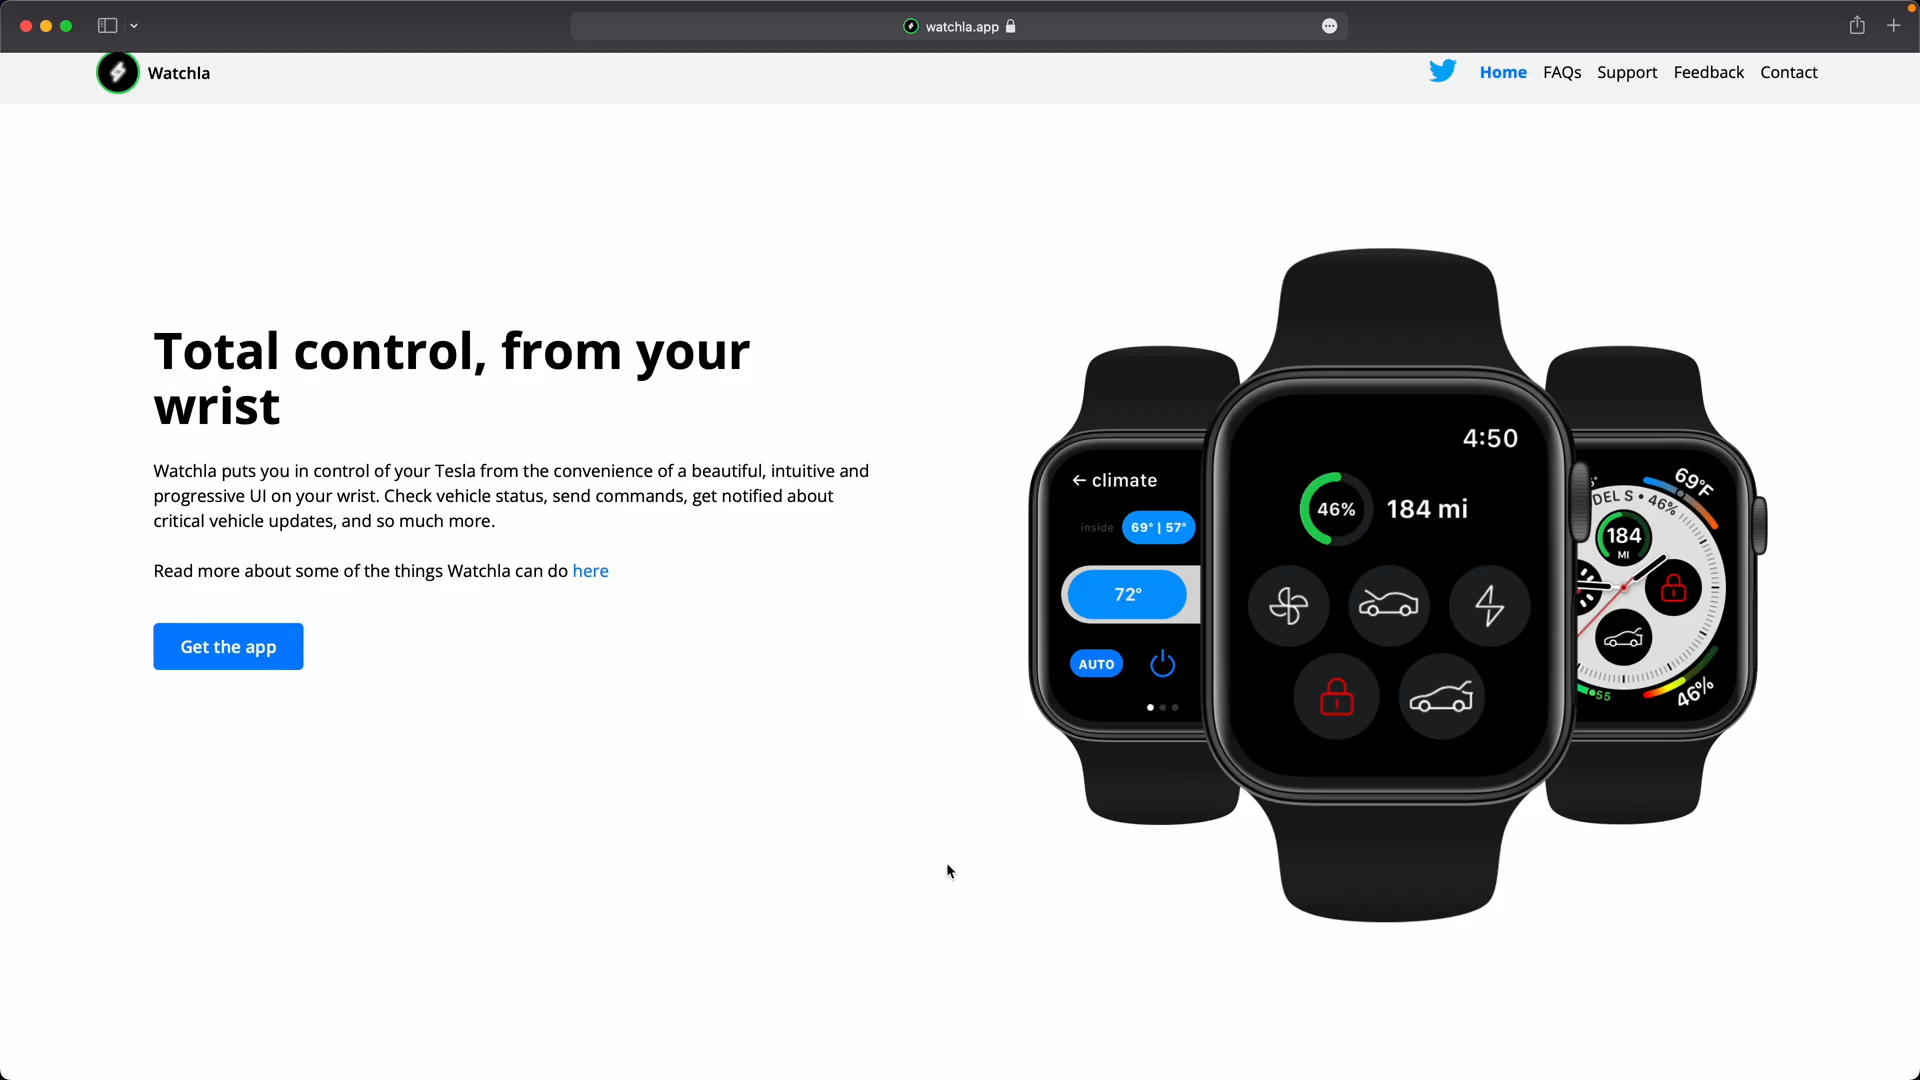 watchla.app
Watchla
Home FAQs Support Feedback Contact
Total control, from your
wrist
Watchla puts you in control of your Tesla from the convenience of a beautiful, intuitive and
progressive UI on your wrist. Check vehicle status, send commands, get notified about
critical vehicle updates, and so much more.
Read more about some of the things Watchla can do here
Get the app
← climate
inside 69° | 57°
72°
AUTO
4:50
46% 184 mi
69°F
DEL S • 46%
184
MI
55
46%